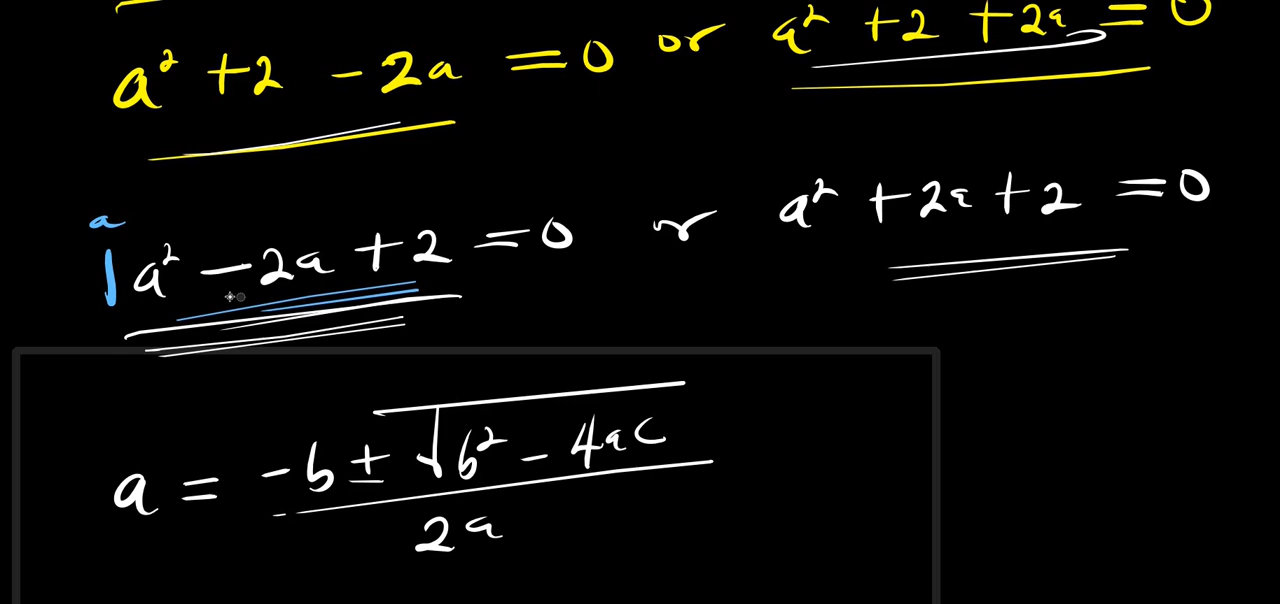 a² + 2 - 2a = 0 or a² + 2 + 2a = 0
a
1a² - 2a + 2 = 0 or a² + 2a + 2 = 0
a = -b ± √b² - 4ac
2a